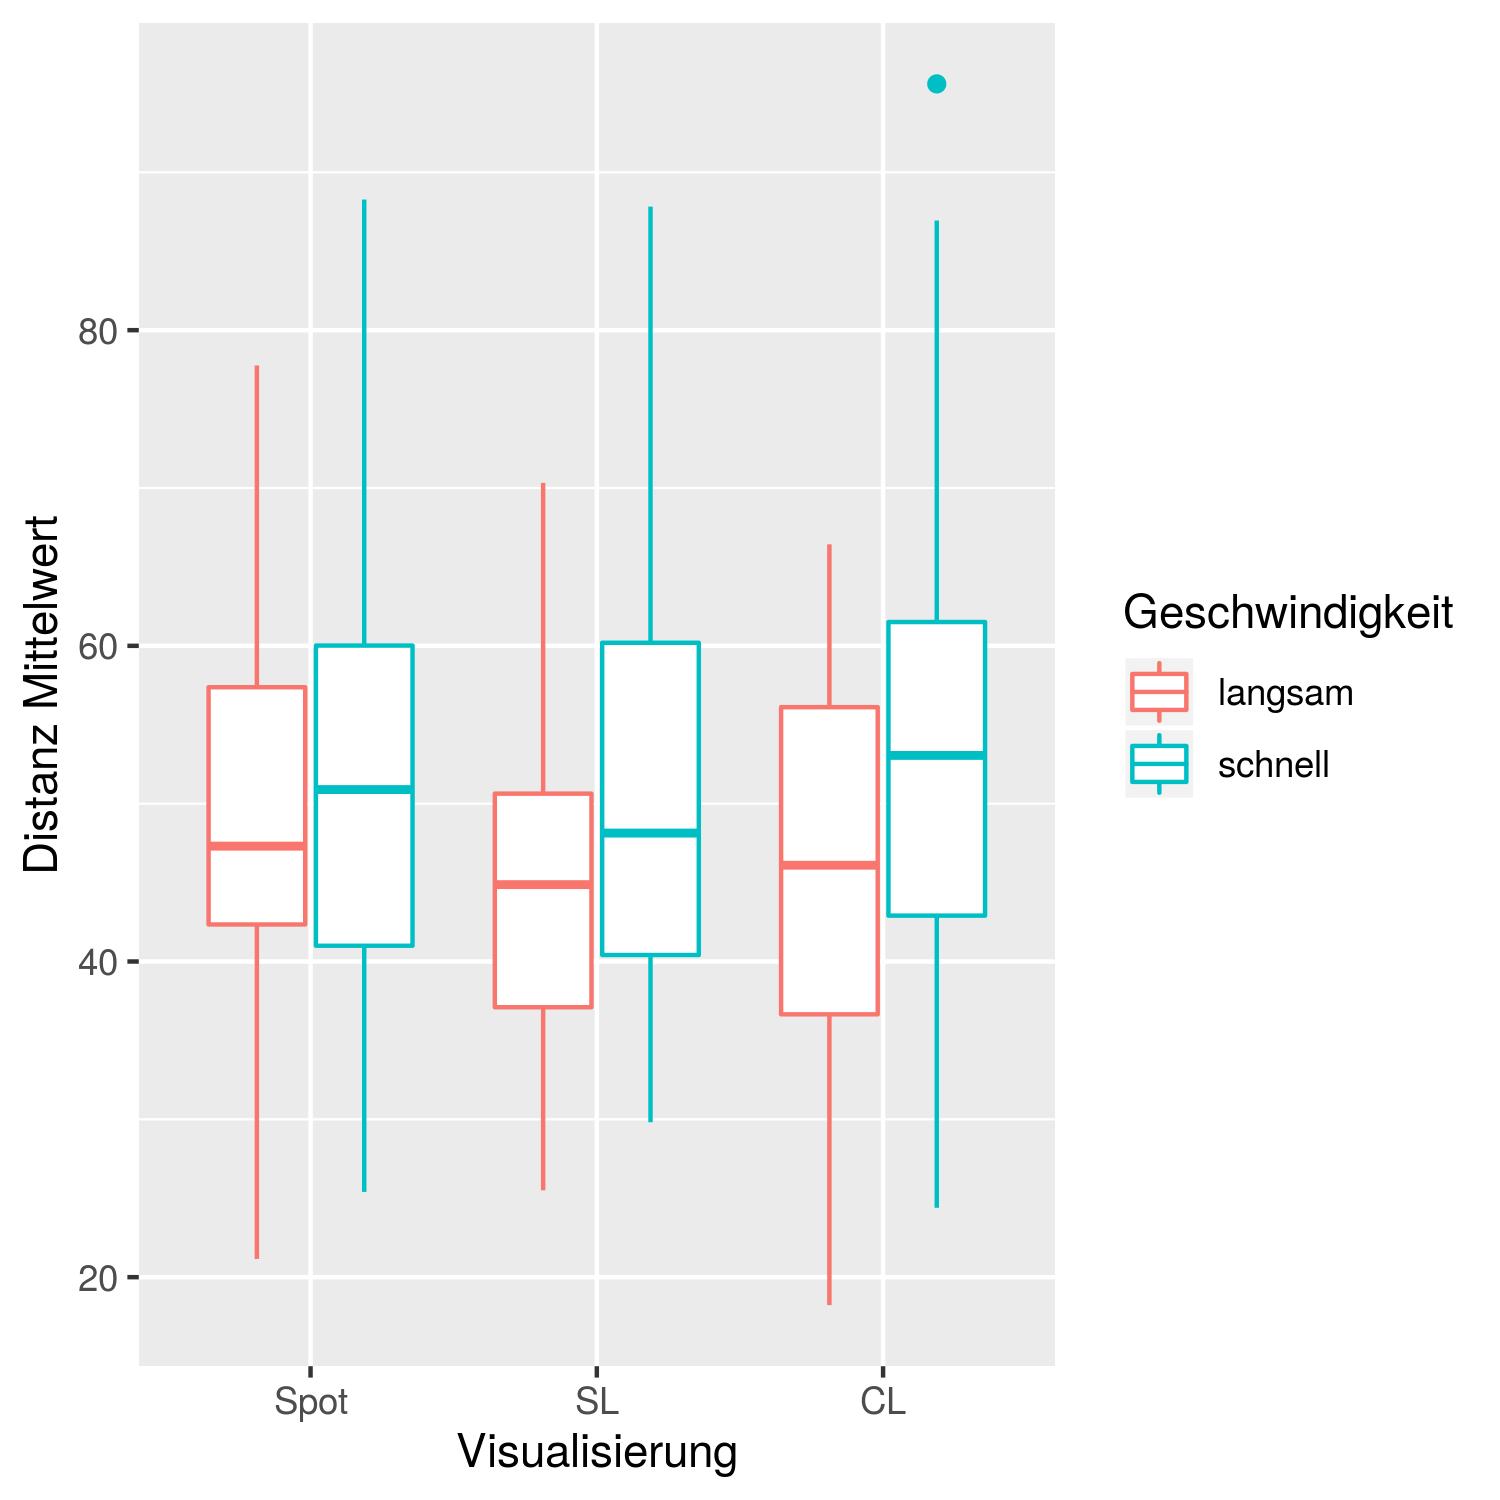 80
60
40
20
Distanz Mittelwert
Spot SL CL
Visualisierung
Geschwindigkeit
langsam
schnell